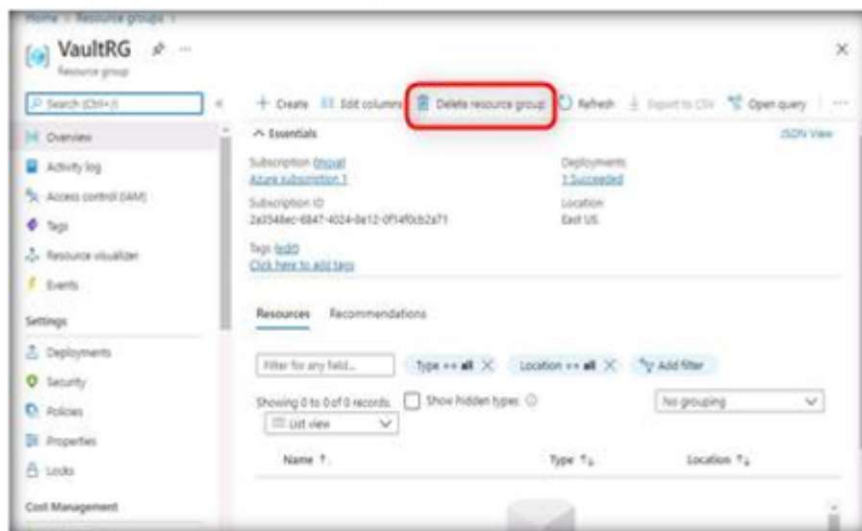 Home > Resource groups >
VaultRG
Resource group
Search (Ctrl+/)
Create
Edit columns
Delete resource group
Refresh
Export to CSV
Open query
Overview
Activity log
Access control (IAM)
Tags
Resource visualizer
Events
Settings
Deployments
Security
Policies
Properties
Locks
Cost Management
Essentials
JSON View
Subscription (move)
Azure subscription 1
Subscription ID
Deployments
1 Succeeded
Location
East US
Tags (edit)
Click here to add tags
Resources Recommendations
Filter for any field...
Type == all
Location == all
Add filter
Showing 0 to 0 of 0 records.
Show hidden types
No grouping
List view
Name
Type
Location